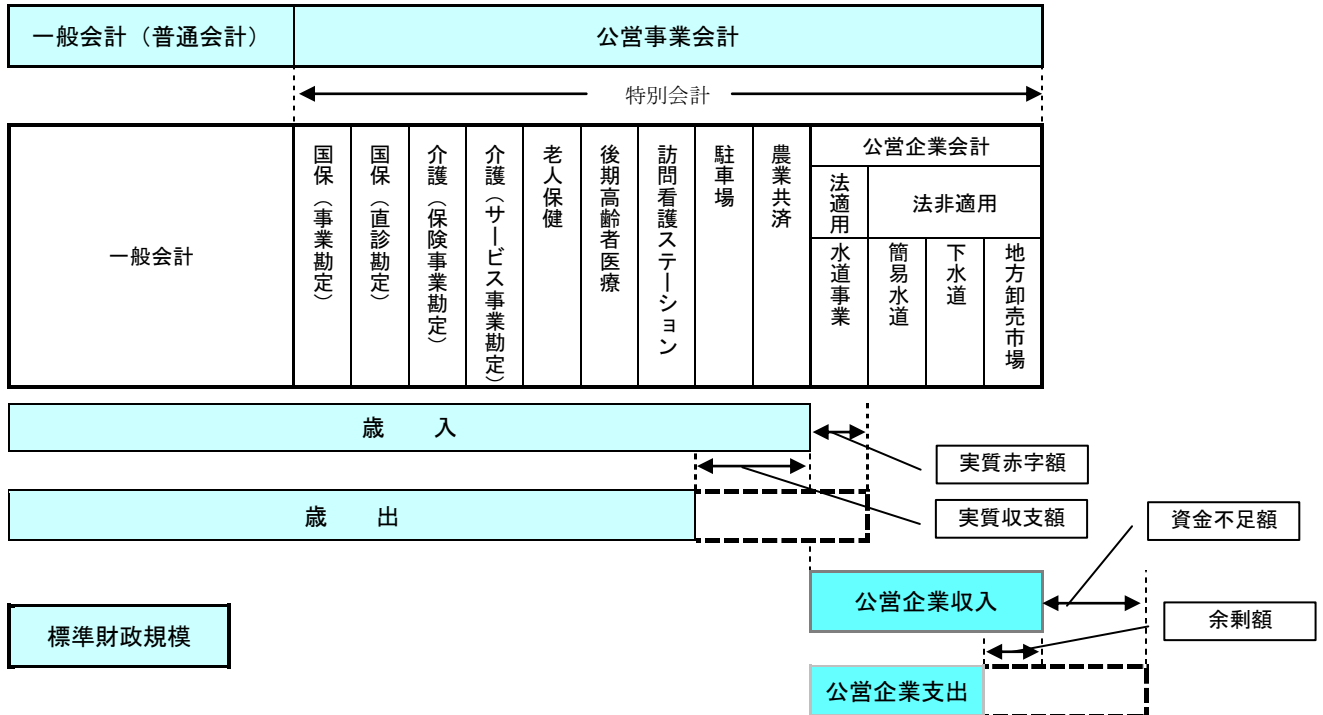 一般会計（普通会計）
公営事業会計
特別会計
一般会計
国保（事業勘定）
国保（直診勘定）
介護（保険事業勘定）
介護（サービス事業勘定）
老人保健
後期高齢者医療
訪問看護ステーション
駐車場
農業共済
公営企業会計
法適用
法非適用
水道事業
簡易水道
下水道
地方卸売市場
歳　入
実質赤字額
歳　出
実質収支額
資金不足額
公営企業収入
余剰額
標準財政規模
公営企業支出